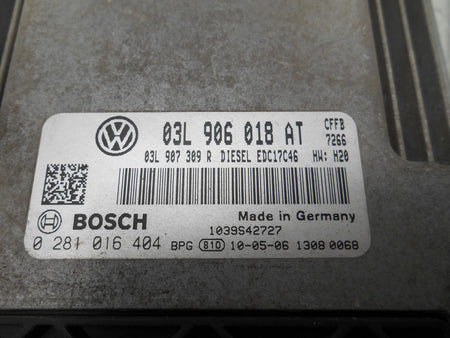 03L 906 018 AT CFFB
7266
03L 907 309 R DIESEL EDC17C46 HW: H20
BOSCH Made in Germany
1039S42727
0 281 016 404 BPG 810 10-05-06 1308 0068